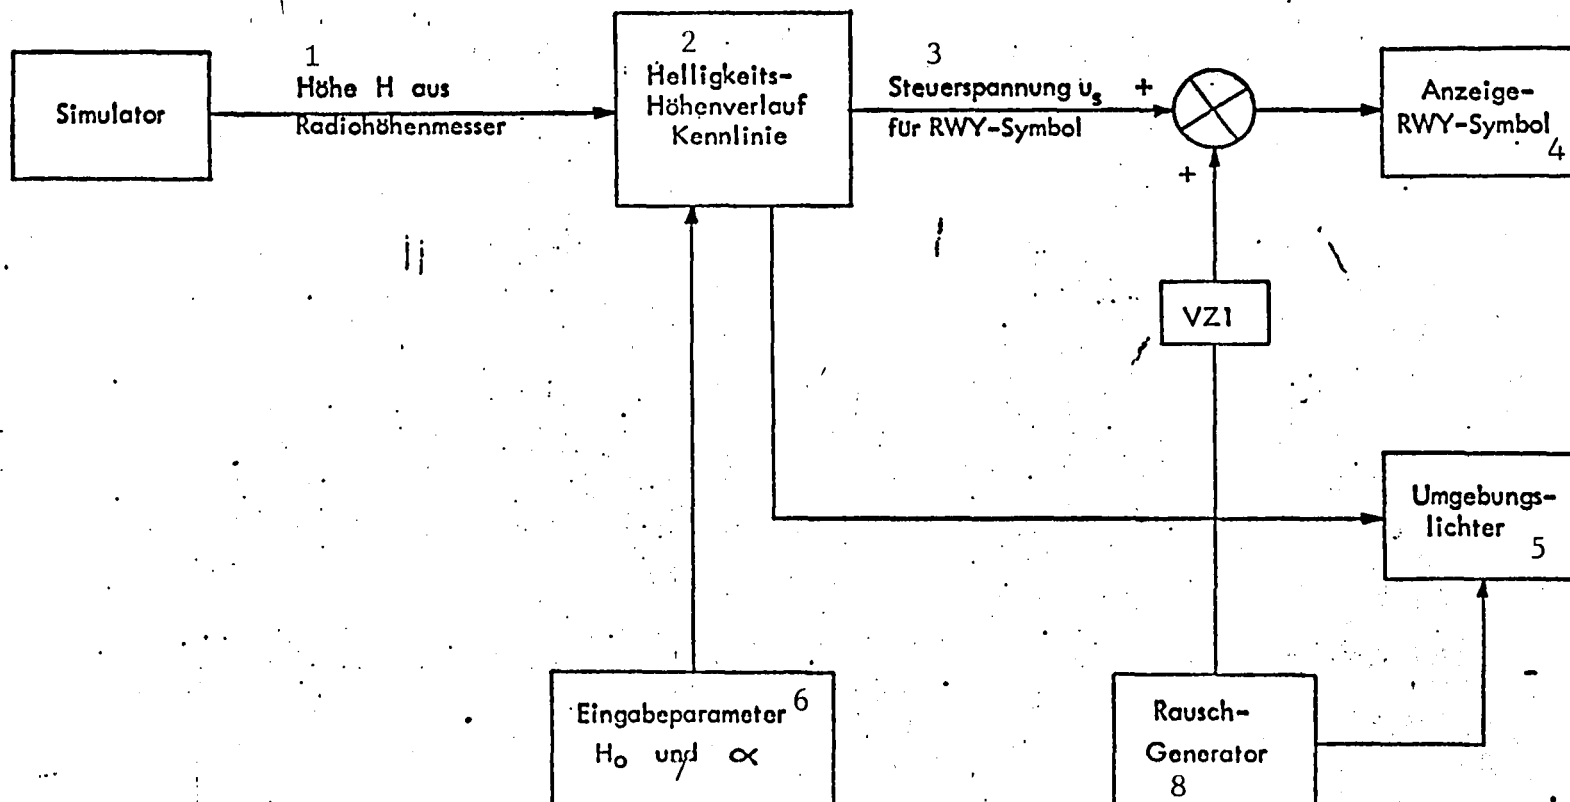 Simulator
1
Höhe H aus
Radiohöhenmesser
2
Helligkeits-
Höhenverlauf
Kennlinie
3
Steuerspannung u_s
für RWY-Symbol
+
+
Anzeige-
RWY-Symbol
4
VZ1
Umgebungs-
lichter
5
Eingabeparameter 6
H₀ und α
Rausch-
Generator
8